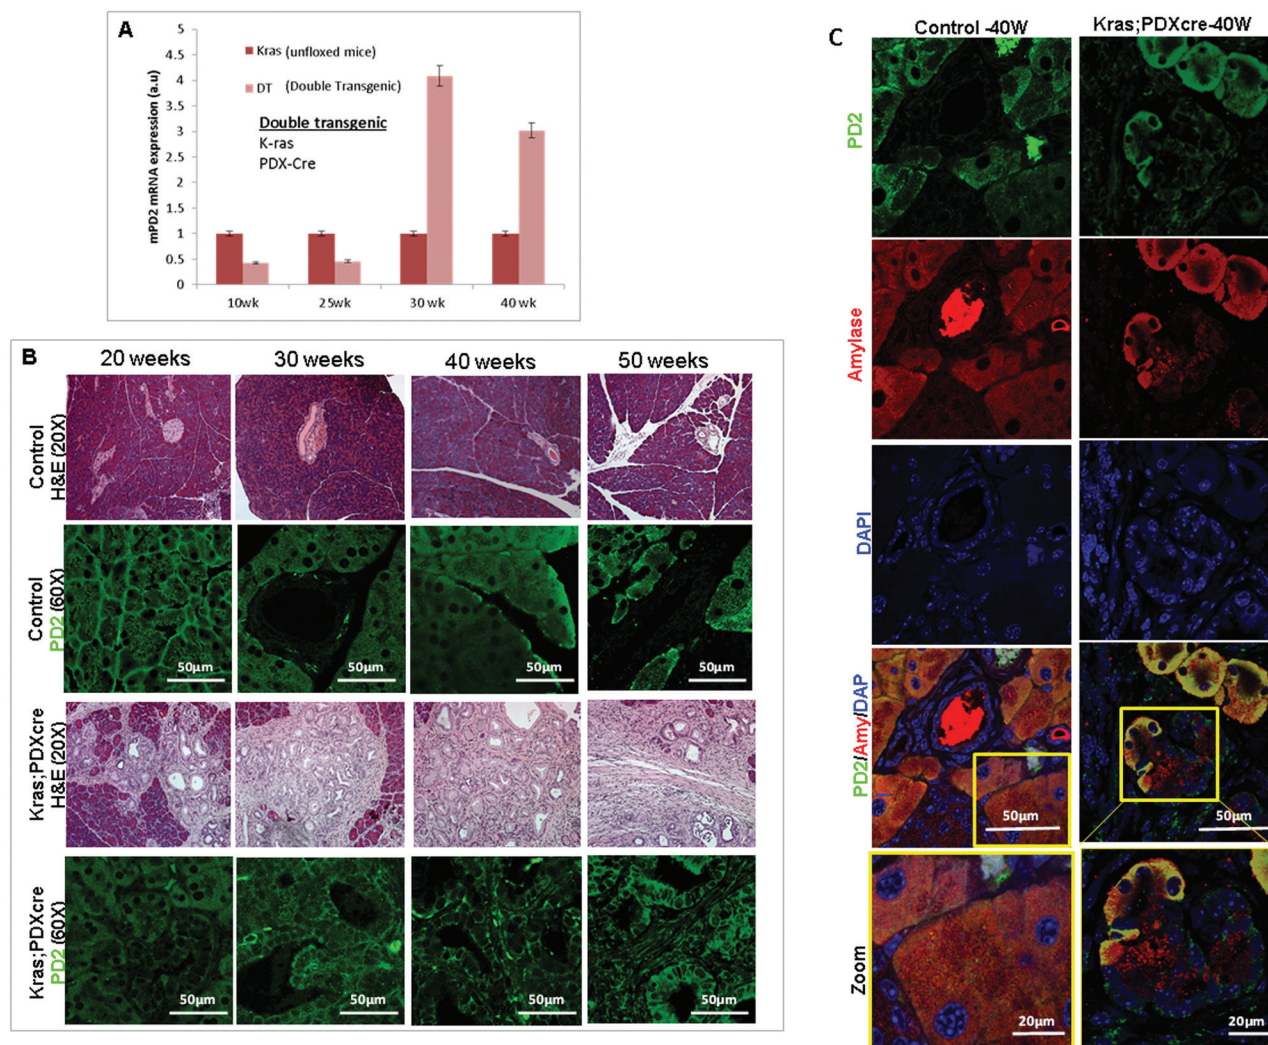 A
5
4.5
4
3.5
3
2.5
2
1.5
1
0.5
0
mPD2 mRNA expression (a.u)
Kras (unfloxed mice)
DT (Double Transgenic)
Double transgenic
K-ras
PDX-Cre
10wk 25wk 30 wk 40 wk
B
20 weeks 30 weeks 40 weeks 50 weeks
Control
H&E (20X)
Control
PD2 (60X)
50µm 50µm 50µm 50µm
Kras;PDXcre
H&E (20X)
Kras;PDXcre
PD2 (60X)
50µm 50µm 50µm 50µm
C
Control -40W Kras;PDXcre-40W
PD2
Amylase
DAPI
PD2/Amy/DAP
50µm 50µm
Zoom
20µm 20µm